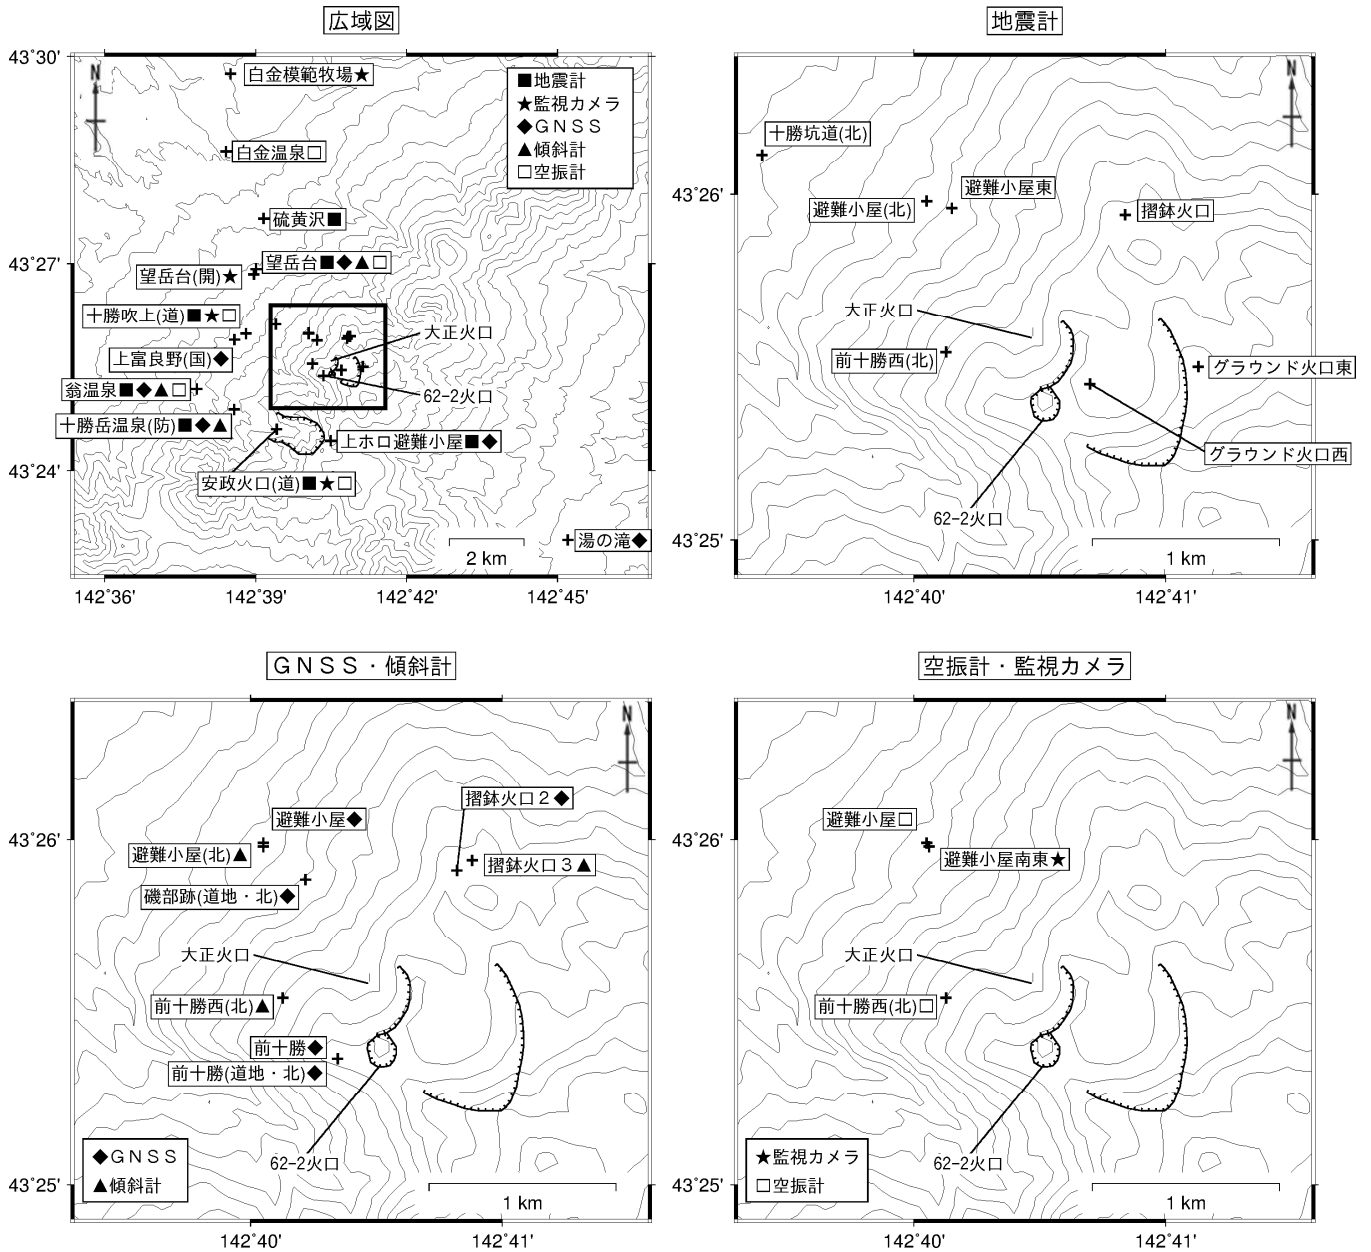 広域図
43°30'
43°27'
43°24'
142°36'
142°39'
142°42'
142°45'
N
白金模範牧場★
■地震計
★監視カメラ
◆ＧＮＳＳ
▲傾斜計
□空振計
白金温泉□
硫黄沢■
望岳台■◆▲□
望岳台(開)★
十勝吹上(道)■★□
大正火口
上富良野(国)◆
翁温泉■◆▲□
62-2火口
十勝岳温泉(防)■◆▲
上ホロ避難小屋■◆
安政火口(道)■★□
湯の滝◆
2 km
地震計
N
十勝坑道(北)
43°26'
避難小屋東
避難小屋(北)
摺鉢火口
大正火口
前十勝西(北)
グラウンド火口東
グラウンド火口西
62-2火口
43°25'
1 km
142°40'
142°41'
ＧＮＳＳ・傾斜計
N
摺鉢火口２◆
避難小屋◆
43°26'
避難小屋(北)▲
摺鉢火口３▲
磯部跡(道地・北)◆
大正火口
前十勝西(北)▲
前十勝◆
前十勝(道地・北)◆
62-2火口
◆ＧＮＳＳ
▲傾斜計
43°25'
1 km
142°40'
142°41'
空振計・監視カメラ
N
避難小屋□
43°26'
避難小屋南東★
大正火口
前十勝西(北)□
62-2火口
★監視カメラ
□空振計
43°25'
1 km
142°40'
142°41'